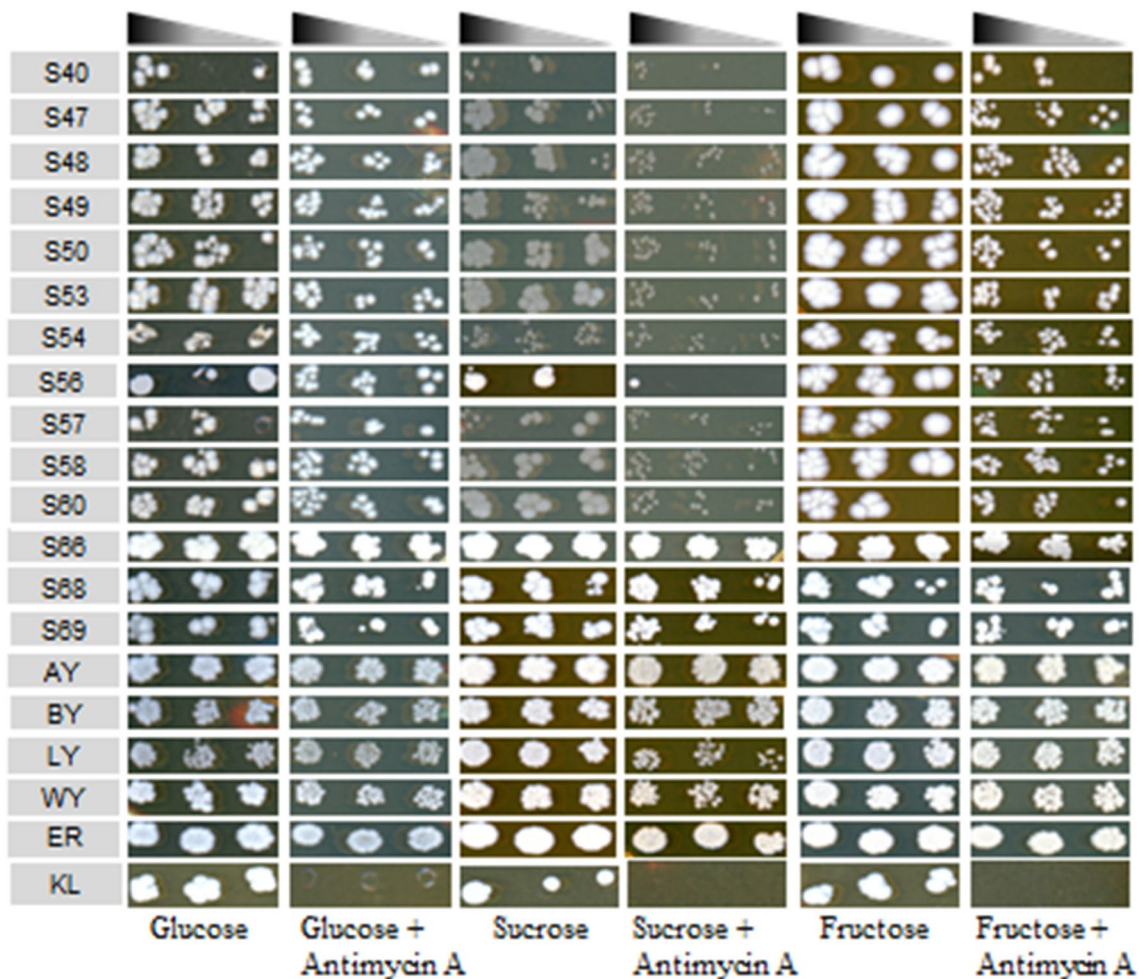 S40
S47
S48
S49
S50
S53
S54
S56
S57
S58
S60
S66
S68
S69
AY
BY
LY
WY
ER
KL
Glucose
Glucose +
Antimycin A
Sucrose
Sucrose +
Antimycin A
Fructose
Fructose +
Antimycin A